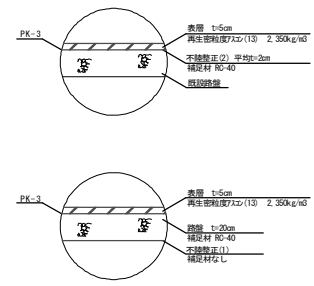 表層 t=5cm
PK-3
再生密粒度アスコン(13) 2,350kg/m3
不陸整正(2) 平均t=2cm
補足材 RC-40
既設路盤
表層 t=5cm
PK-3
再生密粒度アスコン(13) 2,350kg/m3
路盤 t=20cm
補足材 RC-40
不陸整正(1)
補足材なし